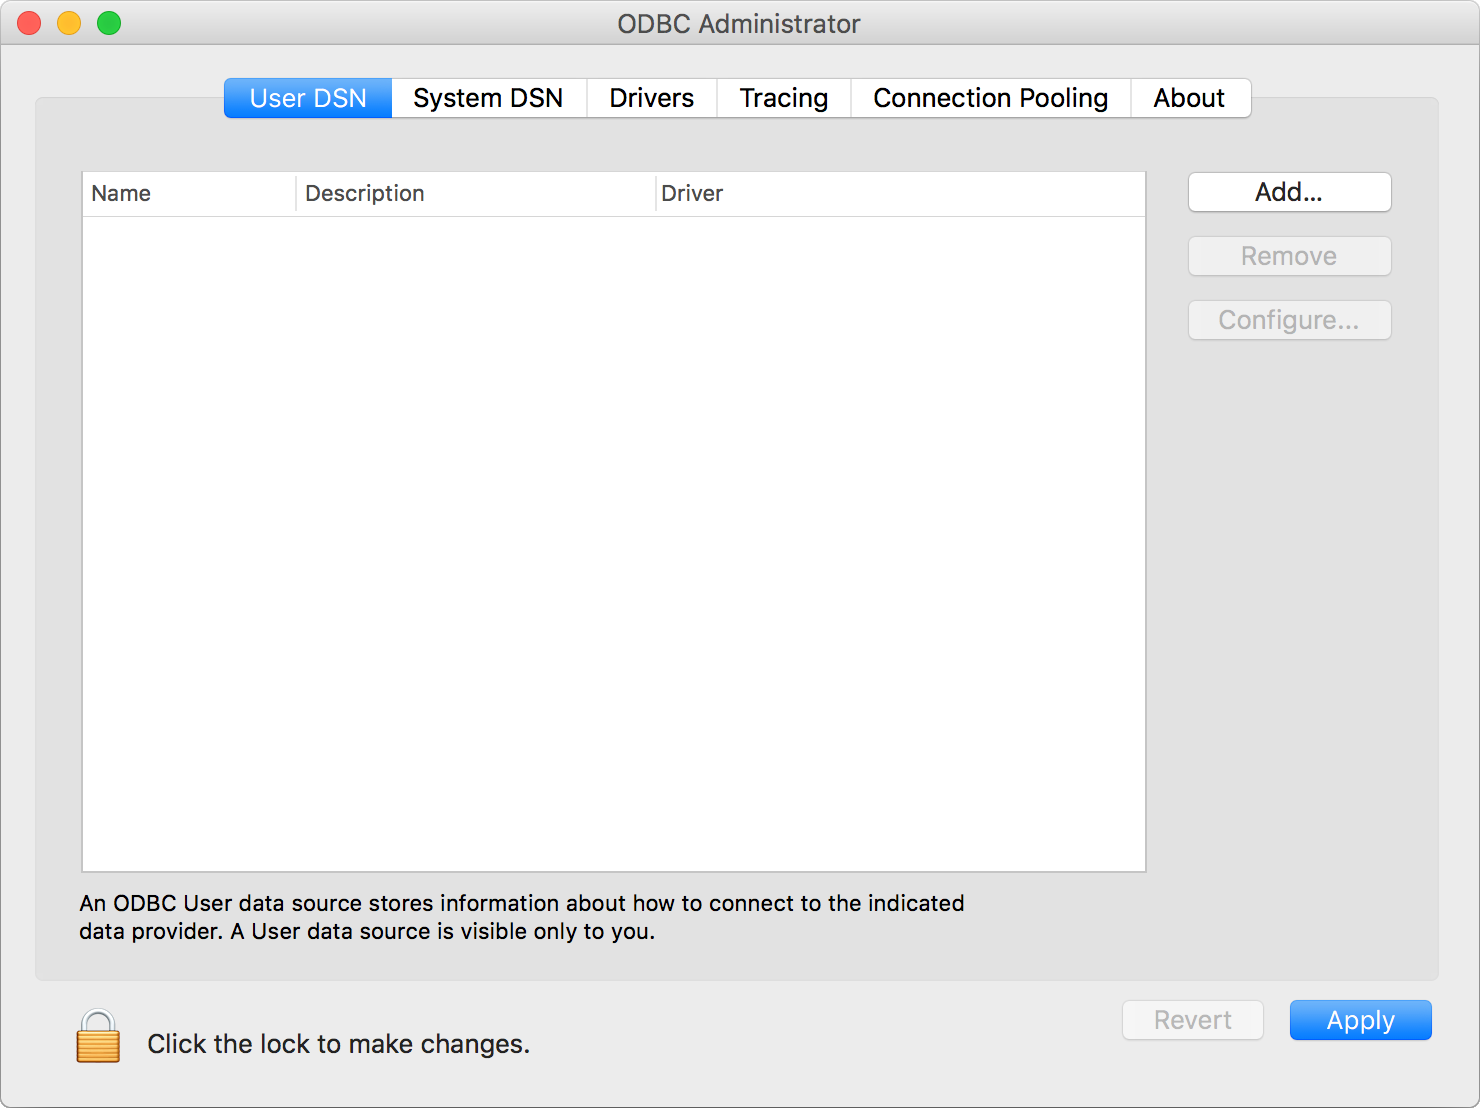 ODBC Administrator
User DSN System DSN Drivers Tracing Connection Pooling About
Name Description Driver
Add...
Remove
Configure...
An ODBC User data source stores information about how to connect to the indicated
data provider. A User data source is visible only to you.
Click the lock to make changes.
Revert Apply